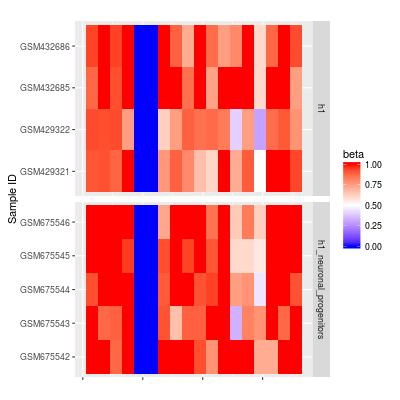 GSM432686
GSM432685
GSM429322
GSM429321
h1
GSM675546
GSM675545
GSM675544
GSM675543
GSM675542
h1_neuronal_progenitors
Sample ID
beta
1.00
0.75
0.50
0.25
0.00